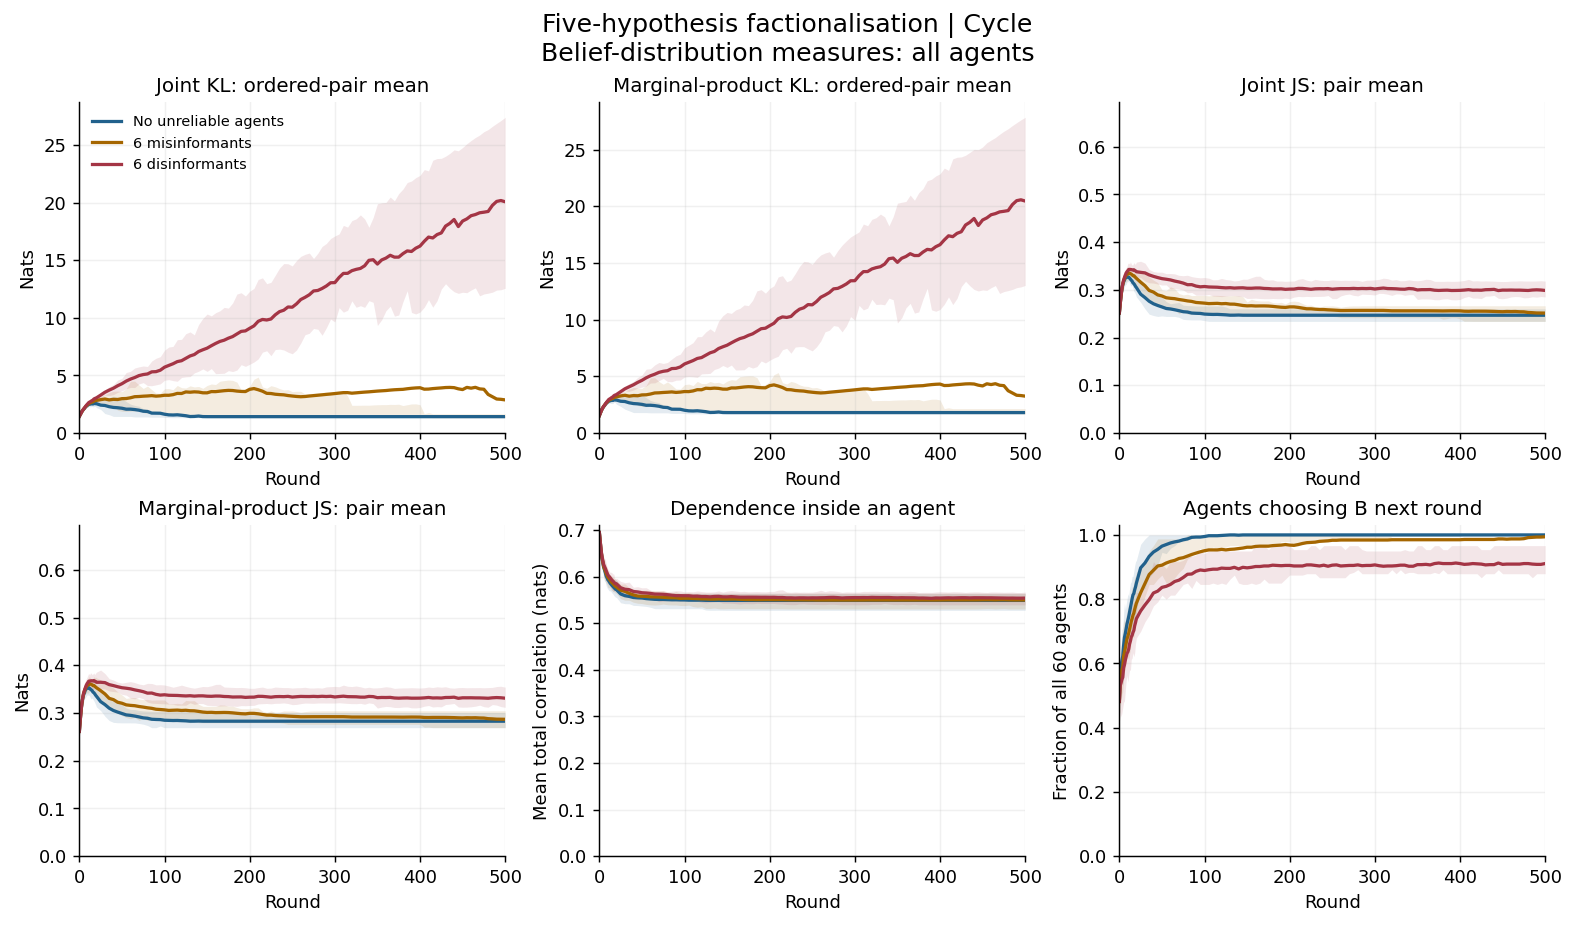 Five-hypothesis factionalisation | Cycle
Belief-distribution measures: all agents
Joint KL: ordered-pair mean
Nats
25
20
15
10
5
0
No unreliable agents
6 misinformants
6 disinformants
0 100 200 300 400 500
Round
Marginal-product KL: ordered-pair mean
Nats
25
20
15
10
5
0
0 100 200 300 400 500
Round
Joint JS: pair mean
Nats
0.6
0.5
0.4
0.3
0.2
0.1
0.0
0 100 200 300 400 500
Round
Marginal-product JS: pair mean
Nats
0.6
0.5
0.4
0.3
0.2
0.1
0.0
0 100 200 300 400 500
Round
Dependence inside an agent
Mean total correlation (nats)
0.7
0.6
0.5
0.4
0.3
0.2
0.1
0.0
0 100 200 300 400 500
Round
Agents choosing B next round
Fraction of all 60 agents
1.0
0.8
0.6
0.4
0.2
0.0
0 100 200 300 400 500
Round